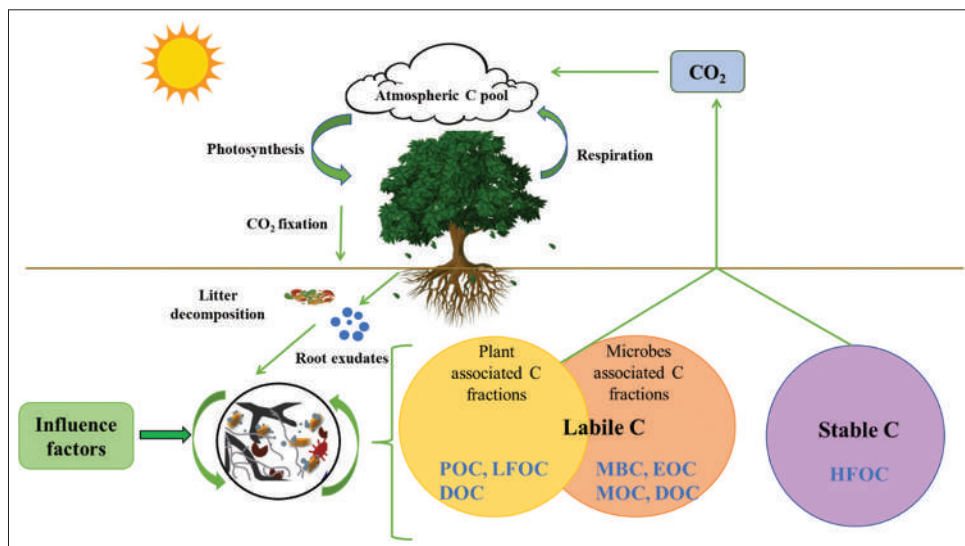 CO₂
Atmospheric C pool
Photosynthesis
Respiration
CO₂ fixation
Litter
decomposition
Root exudates
Influence
factors
Plant
associated C
fractions
Microbes
associated C
fractions
Labile C
POC, LFOC
DOC
MBC, EOC
MOC, DOC
Stable C
HFOC